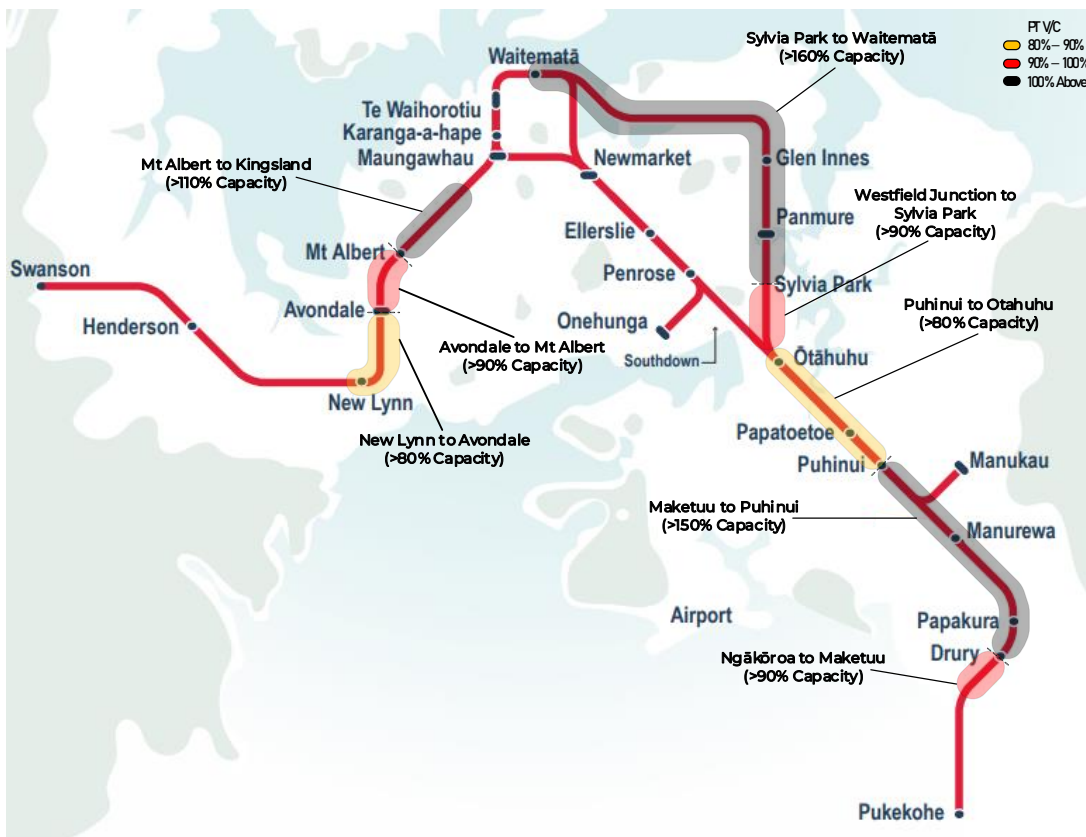 PT V/C
80% – 90%
90% – 100%
100% Above
Sylvia Park to Waitematā
(>160% Capacity)
Waitematā
Te Waihorotiu
Karanga-a-hape
Maungawhau
Newmarket
Glen Innes
Mt Albert to Kingsland
(>110% Capacity)
Westfield Junction to
Sylvia Park
(>90% Capacity)
Panmure
Ellerslie
Mt Albert
Swanson
Penrose
Sylvia Park
Puhinui to Otahuhu
(>80% Capacity)
Avondale
Henderson
Onehunga
Southdown
Avondale to Mt Albert
(>90% Capacity)
Ōtāhuhu
New Lynn
New Lynn to Avondale
(>80% Capacity)
Papatoetoe
Puhinui
Manukau
Maketuu to Puhinui
(>150% Capacity)
Manurewa
Airport
Papakura
Drury
Ngākōroa to Maketuu
(>90% Capacity)
Pukekohe